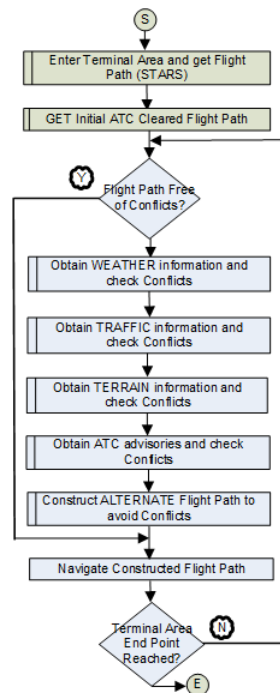 S
Enter Terminal Area and get Flight
Path (STARS)
GET Initial ATC Cleared Flight Path
Y
Flight Path Free
of Conflicts?
Obtain WEATHER information and
check Conflicts
Obtain TRAFFIC information and
check Conflicts
Obtain TERRAIN information and
check Conflicts
Obtain ATC advisories and check
Conflicts
Construct ALTERNATE Flight Path to
avoid Conflicts
Navigate Constructed Flight Path
Terminal Area
End Point
Reached?
N
E